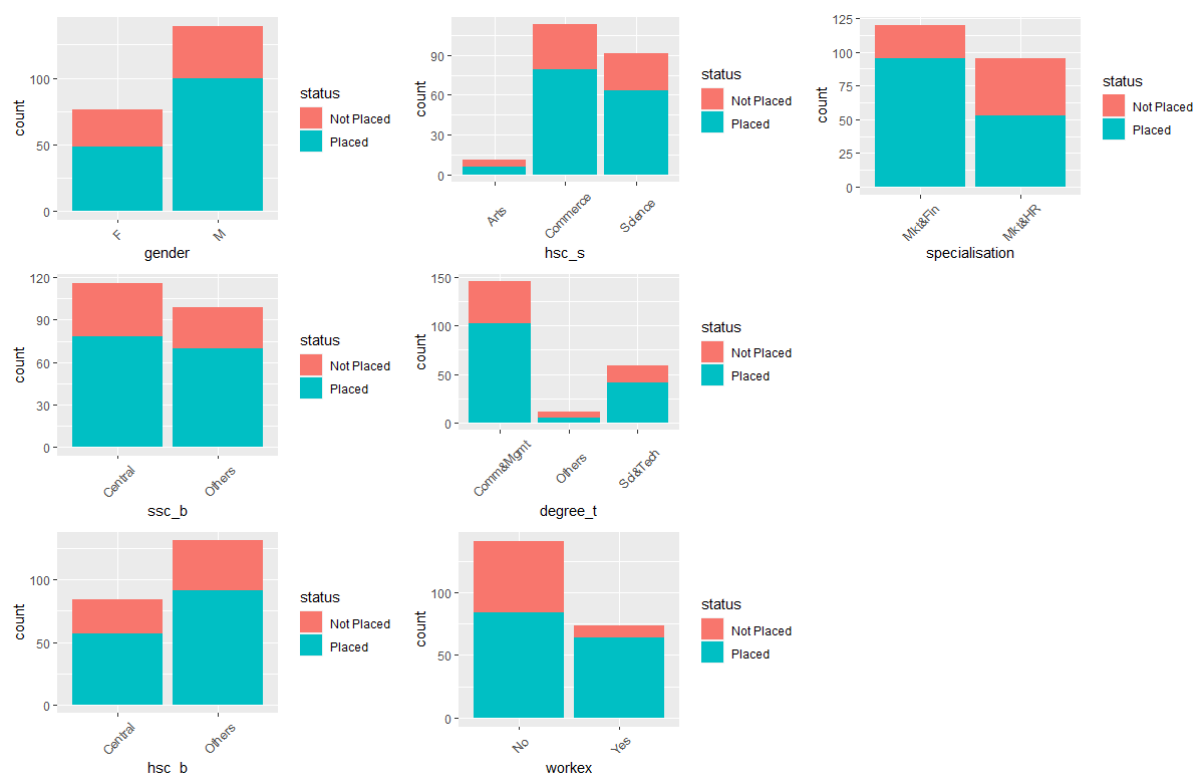 count
100
50
0
F
M
gender
status
Not Placed
Placed
count
90
60
30
0
Arts
Commerce
Science
hsc_s
status
Not Placed
Placed
count
125
100
75
50
25
0
Mkt&Fin
Mkt&HR
specialisation
status
Not Placed
Placed
count
120
90
60
30
0
Central
Others
ssc_b
status
Not Placed
Placed
count
150
100
50
0
Comm&Mgmt
Others
Sci&Tech
degree_t
status
Not Placed
Placed
count
100
50
0
Central
Others
hsc_b
status
Not Placed
Placed
count
100
50
0
No
Yes
workex
status
Not Placed
Placed